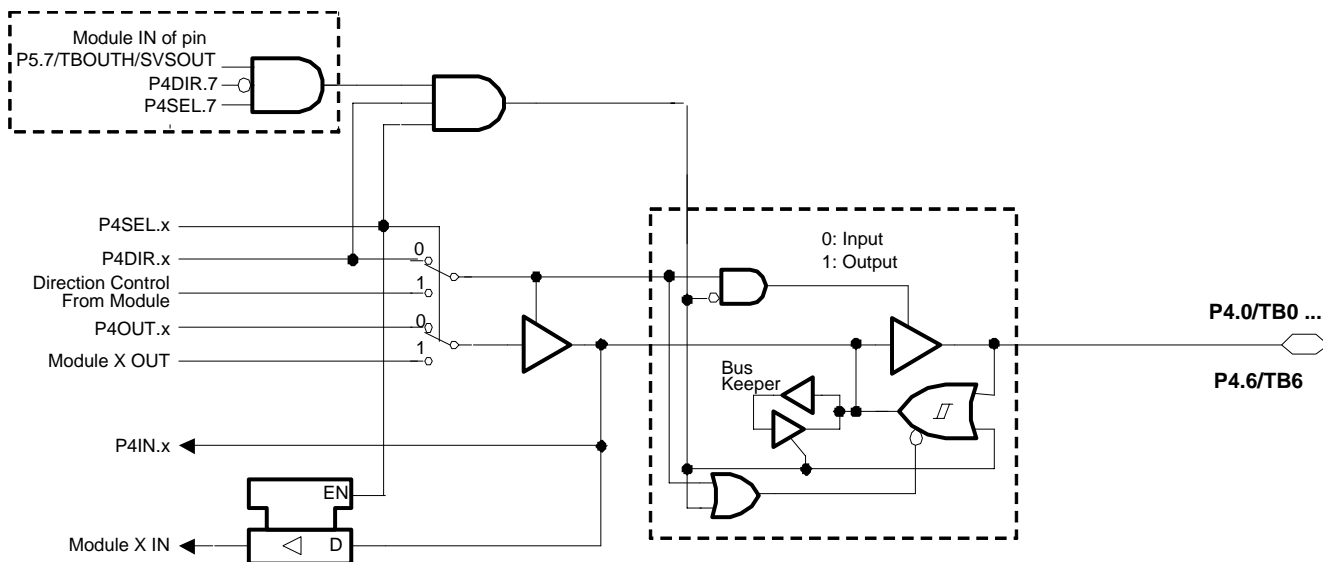 Module IN of pin
P5.7/TBOUTH/SVSOUT
P4DIR.7
P4SEL.7
P4SEL.x
P4DIR.x
0
Direction Control
From Module
1
P4OUT.x
0
Module X OUT
1
0: Input
1: Output
P4.0/TB0 ...
P4.6/TB6
Bus
Keeper
P4IN.x
EN
Module X IN
D